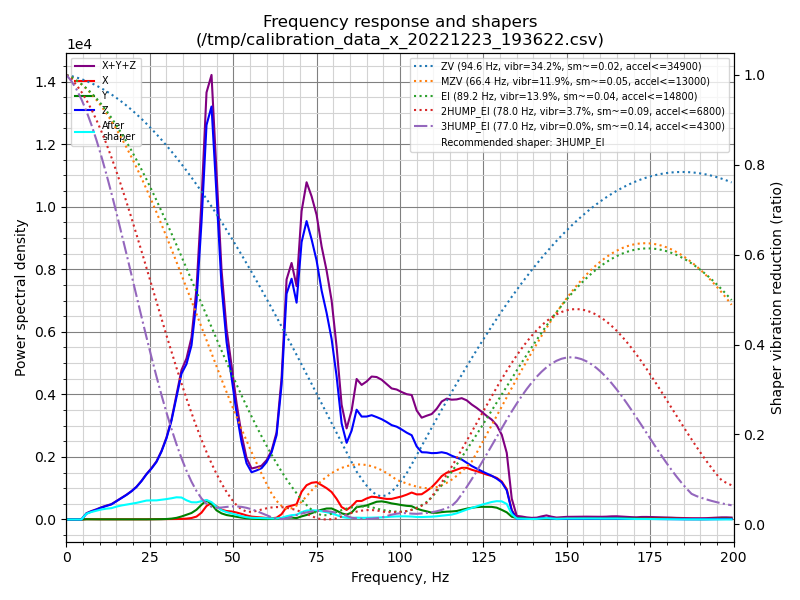 Frequency response and shapers
(/tmp/calibration_data_x_20221223_193622.csv)
1e4
X+Y+Z
X
Y
Z
After
shaper
ZV (94.6 Hz, vibr=34.2%, sm~=0.02, accel<=34900)
MZV (66.4 Hz, vibr=11.9%, sm~=0.05, accel<=13000)
EI (89.2 Hz, vibr=13.9%, sm~=0.04, accel<=14800)
2HUMP_EI (78.0 Hz, vibr=3.7%, sm~=0.09, accel<=6800)
3HUMP_EI (77.0 Hz, vibr=0.0%, sm~=0.14, accel<=4300)
Recommended shaper: 3HUMP_EI
Power spectral density
1.4
1.2
1.0
0.8
0.6
0.4
0.2
0.0
1.0
0.8
0.6
0.4
0.2
0.0
Shaper vibration reduction (ratio)
0 25 50 75 100 125 150 175 200
Frequency, Hz